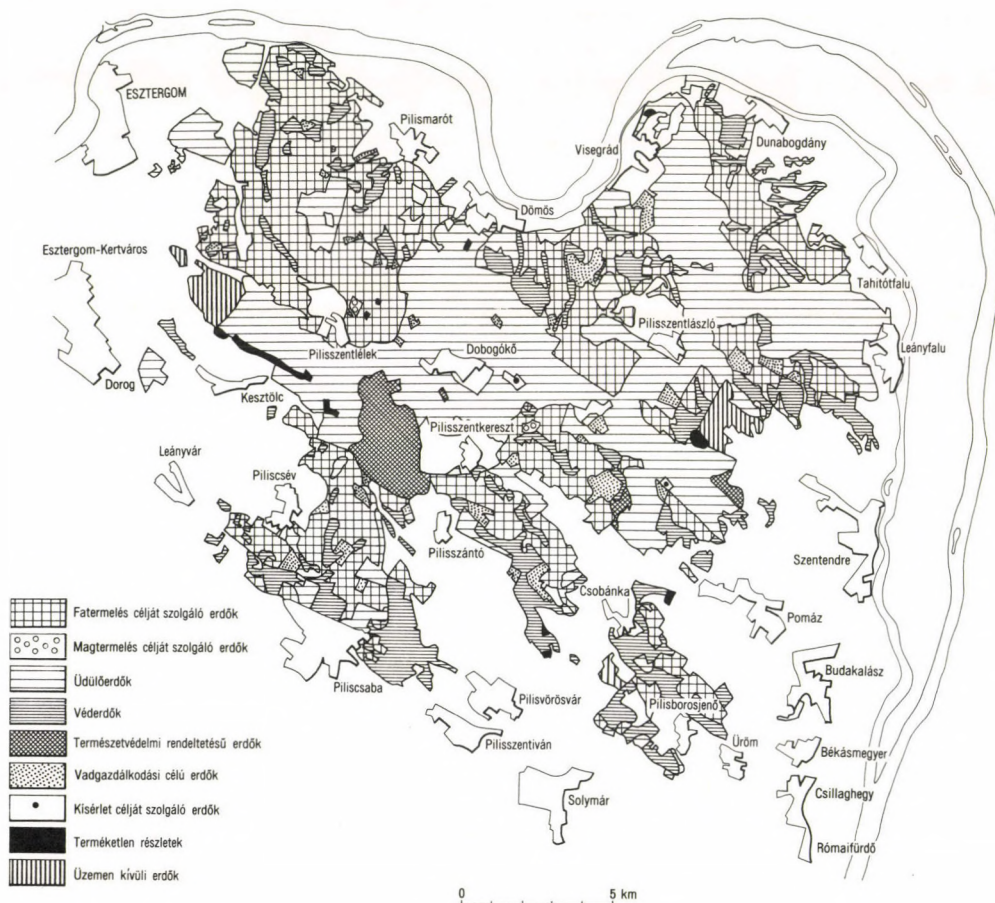 ESZTERGOM
Pilismarót
Visegrád
Dunabogdány
Dömös
Esztergom-Kertváros
Tahitótfalu
Pilisszentlászló
Leányfalu
Pilisszentlélek
Dobogókő
Dorog
Kesztölc
Pilisszentkereszt
Leányvár
Piliscsév
Pilisszántó
Szentendre
Csobánka
Pomáz
Piliscsaba
Budakalász
Pilisvörösvár
Pilisborosjenő
Pilisszentiván
Üröm
Békásmegyer
Solymár
Csillaghegy
Rómaifürdő
Fatermelés célját szolgáló erdők
Magtermelés célját szolgáló erdők
Üdülőerdők
Véderdők
Természetvédelmi rendeltetésű erdők
Vadgazdálkodási célú erdők
Kísérlet célját szolgáló erdők
Terméketlen részletek
Üzemen kívüli erdők
0 5 km